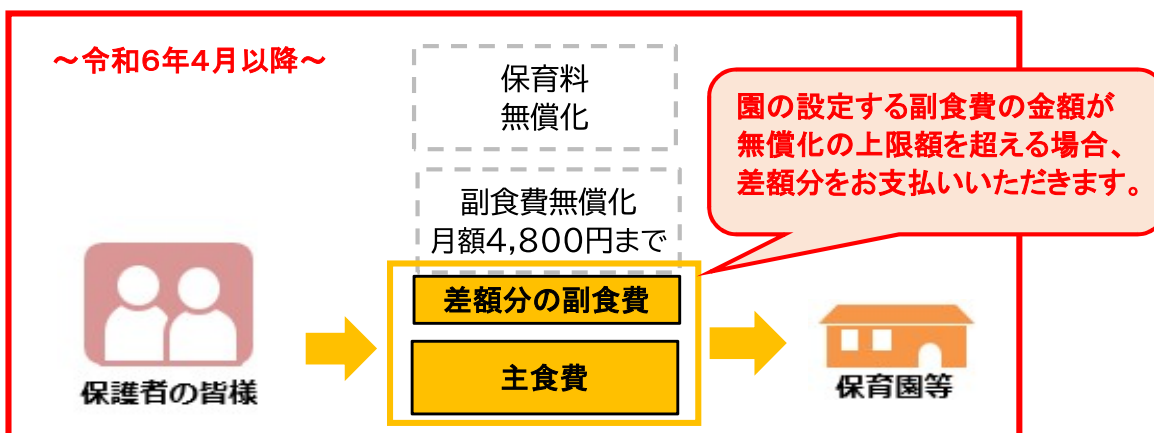 ～令和6年4月以降～
保育料
無償化
園の設定する副食費の金額が
無償化の上限額を超える場合、
差額分をお支払いいただきます。
副食費無償化
月額4,800円まで
差額分の副食費
主食費
保護者の皆様
保育園等